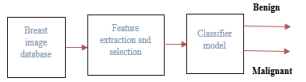 Benign
Breast
image
database
Feature
extraction and
selection
Classifier
model
Malignant